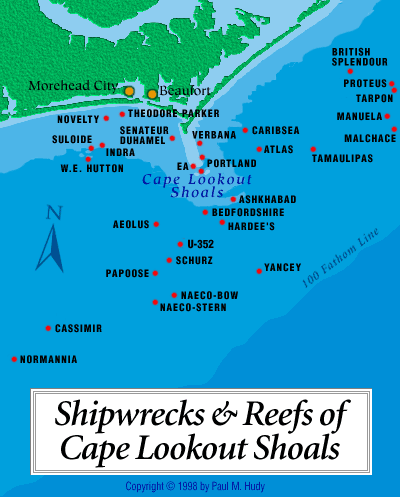 BRITISH
SPLENDOUR
PROTEUS
TARPON
Morehead City
Beaufort
NOVELTY
THEODORE PARKER
MANUELA
SENATEUR
DUHAMEL
VERBANA
CARIBSEA
MALCHACE
SULOIDE
INDRA
ATLAS
TAMAULIPAS
W.E. HUTTON
EA
PORTLAND
Cape Lookout
Shoals
ASHKHABAD
BEDFORDSHIRE
HARDEE'S
N
AEOLUS
U-352
SCHURZ
100 Fathom Line
PAPOOSE
YANCEY
NAECO-BOW
NAECO-STERN
CASSIMIR
NORMANNIA
Shipwrecks & Reefs of
Cape Lookout Shoals
Copyright © 1998 by Paul M. Hudy